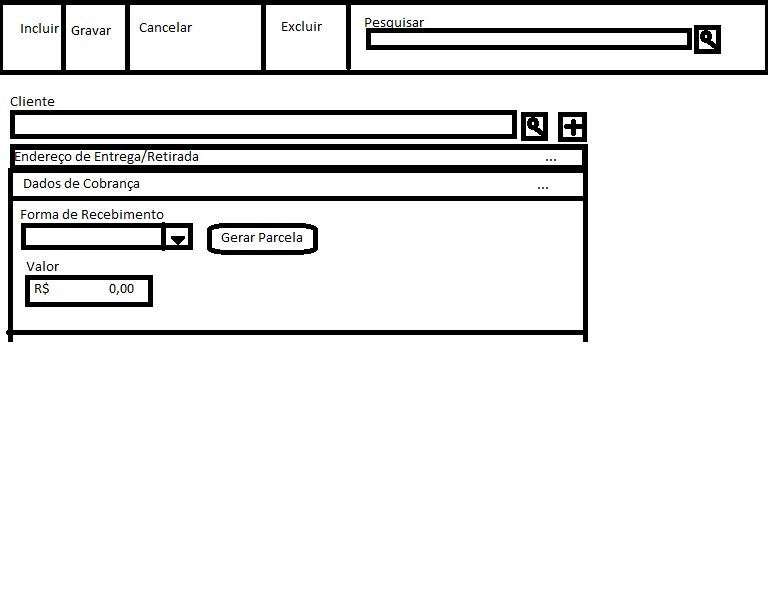 Incluir Gravar Cancelar Excluir Pesquisar
Cliente
Endereço de Entrega/Retirada ...
Dados de Cobrança ...
Forma de Recebimento
Gerar Parcela
Valor
R$ 0,00